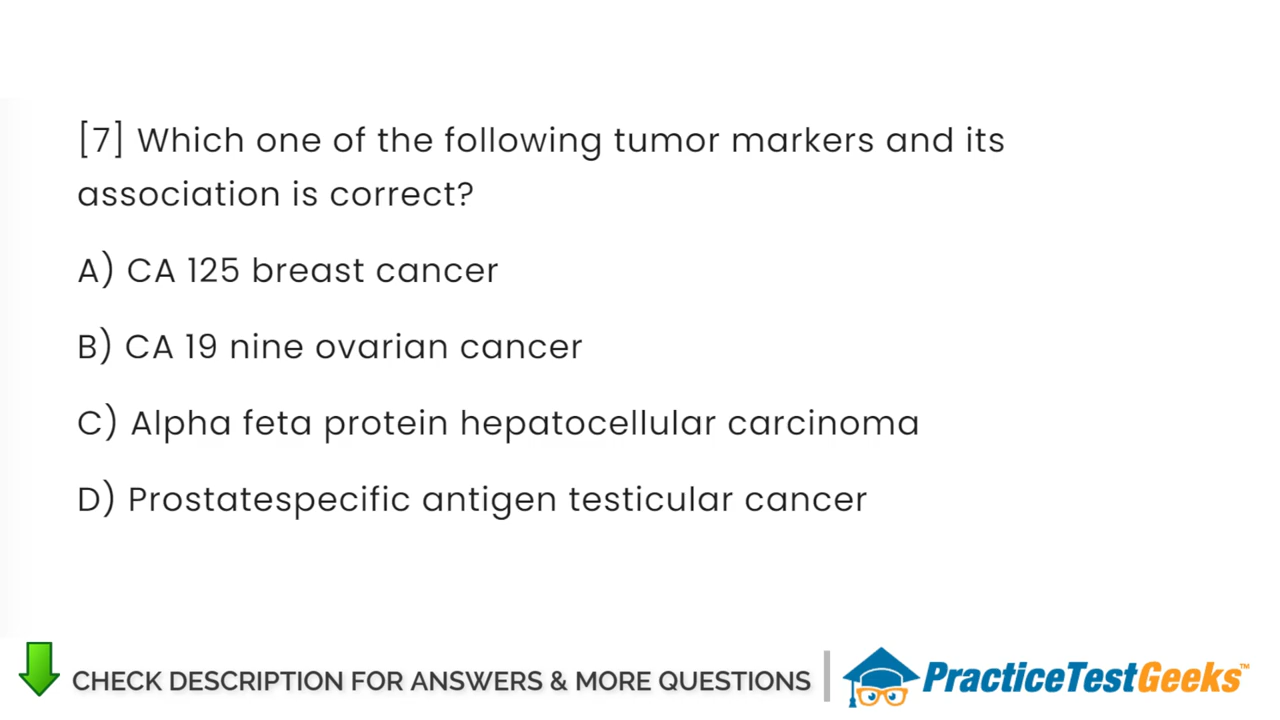 [7] Which one of the following tumor markers and its
association is correct?
A) CA 125 breast cancer
B) CA 19 nine ovarian cancer
C) Alpha feta protein hepatocellular carcinoma
D) Prostatespecific antigen testicular cancer
CHECK DESCRIPTION FOR ANSWERS & MORE QUESTIONS
PracticeTestGeeks™